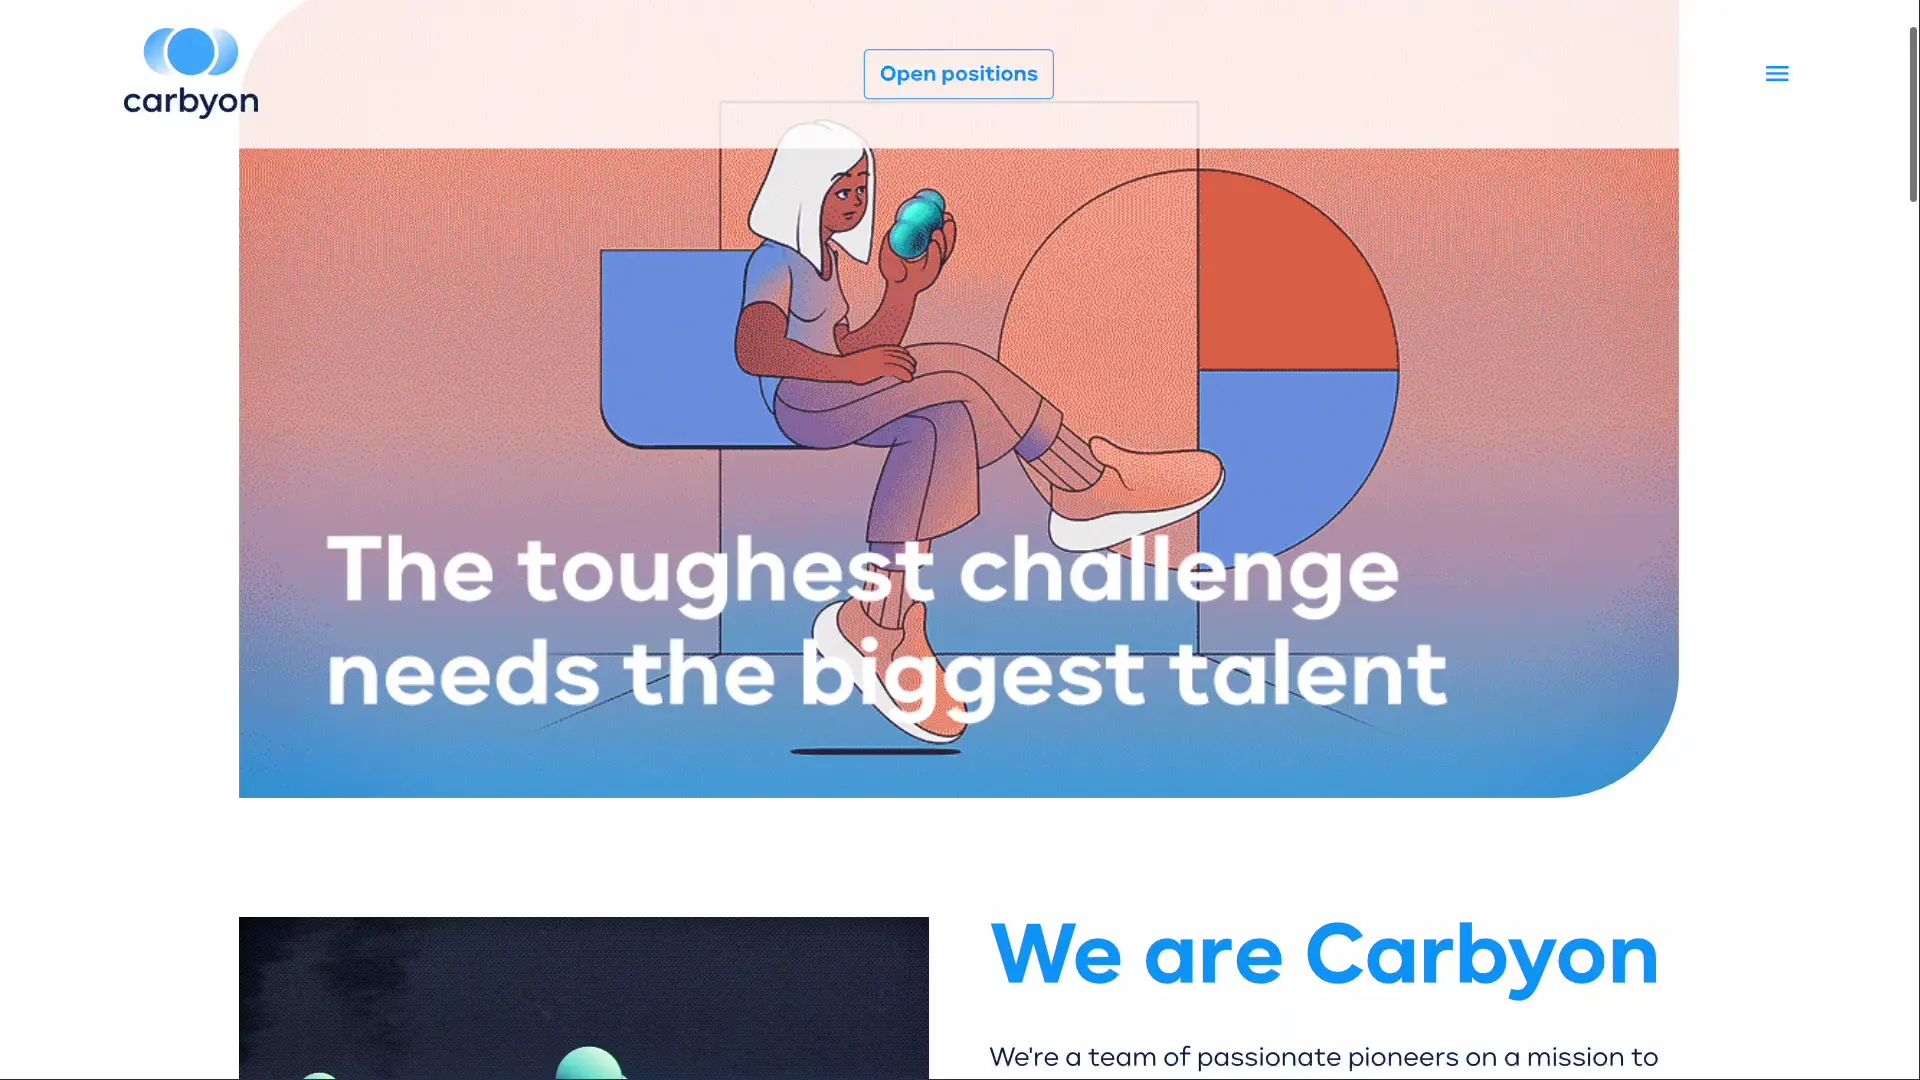 carbyon
Open positions
The toughest challenge
needs the biggest talent
We are Carbyon
We're a team of passionate pioneers on a mission to